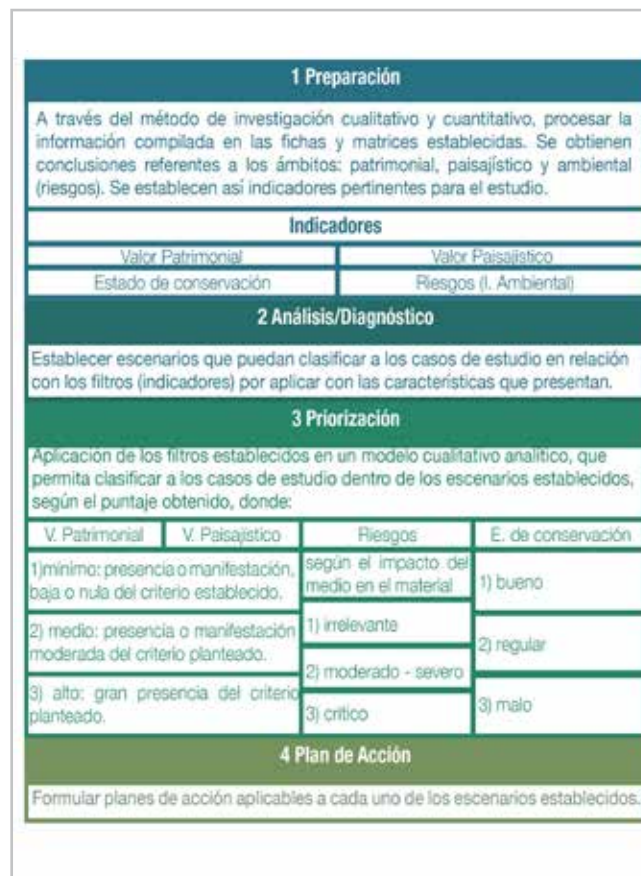 1 Preparación
A través del método de investigación cualitativo y cuantitativo, procesar la
información compilada en las fichas y matrices establecidas. Se obtienen
conclusiones referentes a los ámbitos: patrimonial, paisajístico y ambiental
(riesgos). Se establecen así indicadores pertinentes para el estudio.
Indicadores
Valor Patrimonial
Valor Paisajístico
Estado de conservación
Riesgos (I. Ambiental)
2 Análisis/Diagnóstico
Establecer escenarios que puedan clasificar a los casos de estudio en relación
con los filtros (indicadores) por aplicar con las características que presentan.
3 Priorización
Aplicación de los filtros establecidos en un modelo cualitativo analítico, que
permita clasificar a los casos de estudio dentro de los escenarios establecidos,
según el puntaje obtenido, donde:
V. Patrimonial
V. Paisajístico
Riesgos
E. de conservación
1)mínimo: presencia o manifestación,
baja o nula del criterio establecido.
2) medio: presencia o manifestación
moderada del criterio planteado.
3) alto: gran presencia del criterio
planteado.
según el impacto del
medio en el material
1) irrelevante
2) moderado - severo
3) crítico
1) bueno
2) regular
3) malo
4 Plan de Acción
Formular planes de acción aplicables a cada uno de los escenarios establecidos.